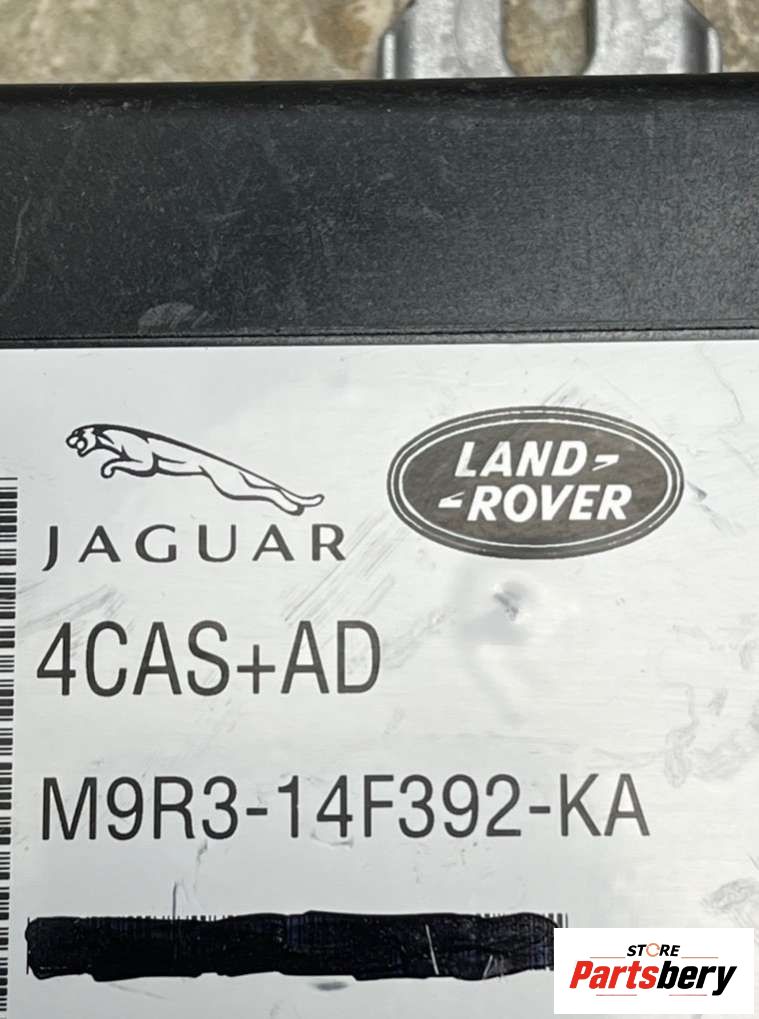 JAGUAR
LAND-
-ROVER
4CAS+AD
M9R3-14F392-KA
STORE
Partsbery